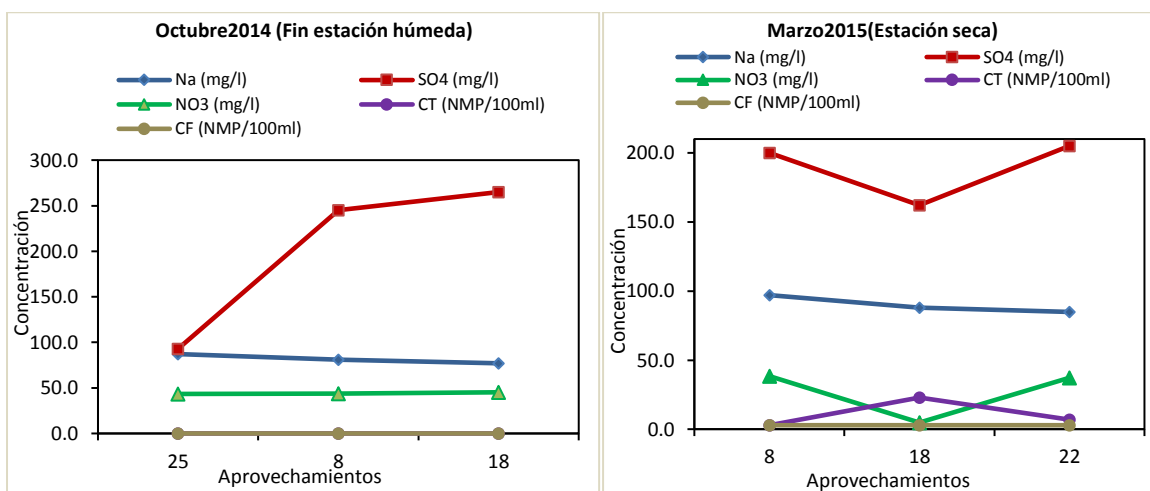 Octubre2014 (Fin estación húmeda)
Na (mg/l) SO4 (mg/l)
NO3 (mg/l) CT (NMP/100ml)
CF (NMP/100ml)
Concentración
300.0
250.0
200.0
150.0
100.0
50.0
0.0
25 8 18
Aprovechamientos
Marzo2015(Estación seca)
Na (mg/l) SO4 (mg/l)
NO3 (mg/l) CT (NMP/100ml)
CF (NMP/100ml)
Concentración
200.0
150.0
100.0
50.0
0.0
8 18 22
Aprovechamientos